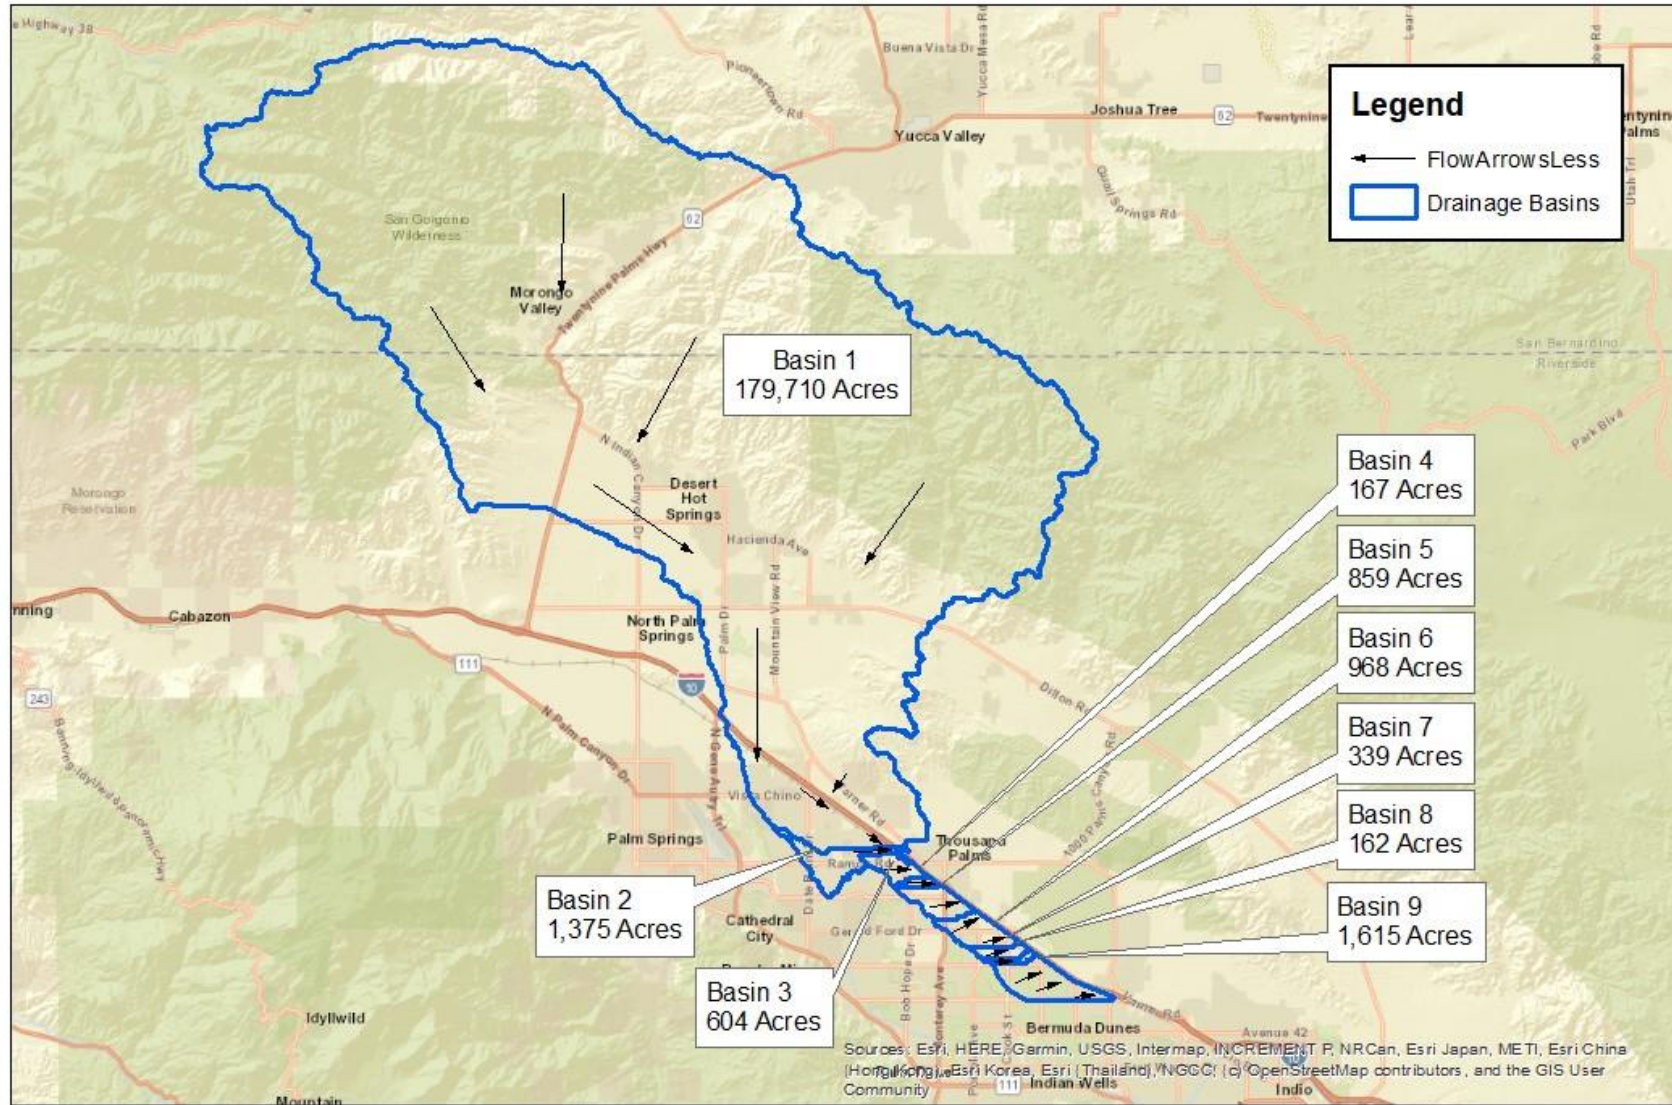 e Highway 38
Pioneertown Rd
Buena Vista Dr
Yucca Mesa Rd
Yucca Valley
Joshua Tree
62
Twentynine
Utah Trl
Quail Springs Rd
Legend
FlowArrowsLess
Drainage Basins
San Gorgonio
Wilderness
62
Twentynine Palms Hwy
Morongo
Valley
San Bernardino
Riverside
Park Blvd
Basin 1
179,710 Acres
N Indian Canyon Dr
Desert
Hot
Springs
Hacienda Ave
Morongo
Reservation
Mountain View Rd
Palm Dr
nning
Cabazon
North Palm
Springs
111
10
243
Dillon Rd
N Palm Canyon Dr
Vista Chino
Palm Springs
Thousand
Palms
Basin 4
167 Acres
Basin 5
859 Acres
Basin 6
968 Acres
Basin 7
339 Acres
Basin 8
162 Acres
Basin 9
1,615 Acres
Basin 2
1,375 Acres
Basin 3
604 Acres
Cathedral
City
Gerald Ford Dr
Bob Hope Dr
Monterey Ave
Idyllwild
Bermuda Dunes
Avenue 42
10
Indio
111
Indian Wells
Mountain
Sources: Esri, HERE, Garmin, USGS, Intermap, INCREMENT P, NRCan, Esri Japan, METI, Esri China
(Hong Kong), Esri Korea, Esri (Thailand), NGCC, (c) OpenStreetMap contributors, and the GIS User
Community